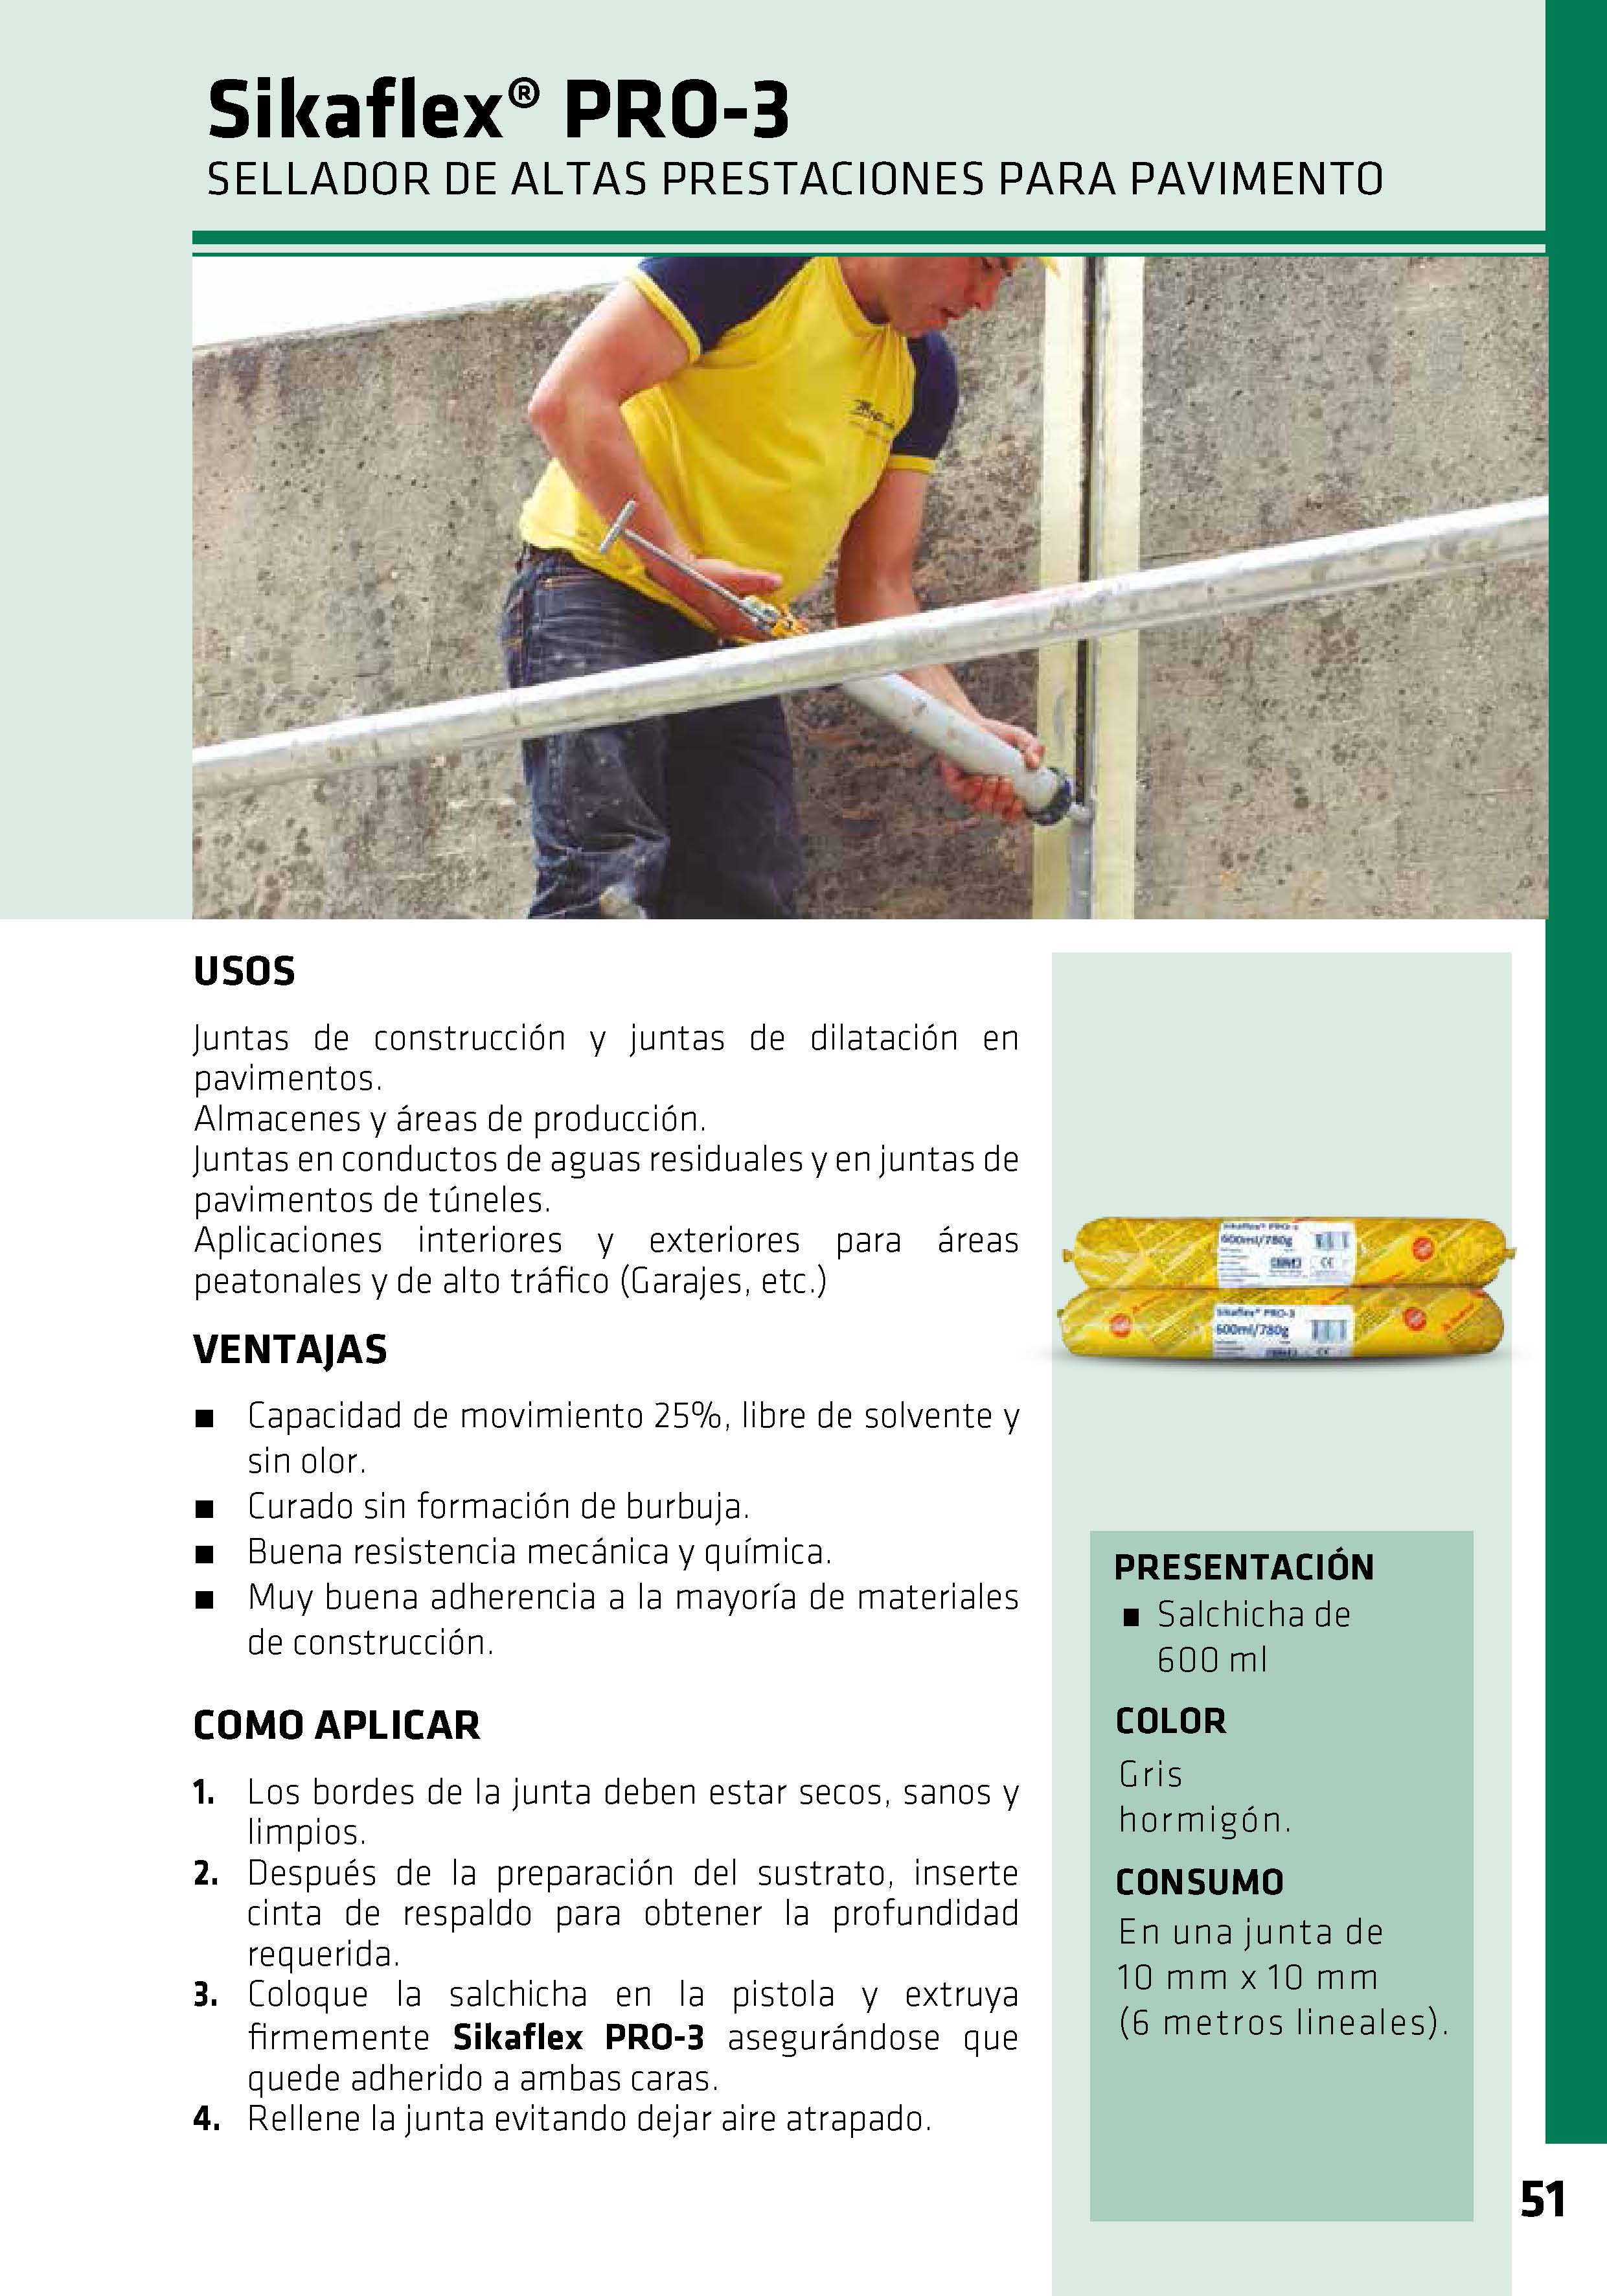 Sikaflex® PRO-3
SELLADOR DE ALTAS PRESTACIONES PARA PAVIMENTO
USOS
Juntas de construcción y juntas de dilatación en
pavimentos.
Almacenes y áreas de producción.
Juntas en conductos de aguas residuales y en juntas de
pavimentos de túneles.
Aplicaciones interiores y exteriores para áreas
peatonales y de alto tráfico (Garajes, etc.)
VENTAJAS
■ Capacidad de movimiento 25%, libre de solvente y
sin olor.
■ Curado sin formación de burbuja.
■ Buena resistencia mecánica y química.
■ Muy buena adherencia a la mayoría de materiales
de construcción.
COMO APLICAR
1. Los bordes de la junta deben estar secos, sanos y
limpios.
2. Después de la preparación del sustrato, inserte
cinta de respaldo para obtener la profundidad
requerida.
3. Coloque la salchicha en la pistola y extruya
firmemente Sikaflex PRO-3 asegurándose que
quede adherido a ambas caras.
4. Rellene la junta evitando dejar aire atrapado.
Sikaflex® PRO-3
600ml/780g
CE
Sikaflex® PRO-3
600ml/780g
CE
PRESENTACIÓN
■ Salchicha de
600 ml
COLOR
Gris
hormigón.
CONSUMO
En una junta de
10 mm x 10 mm
(6 metros lineales).
51